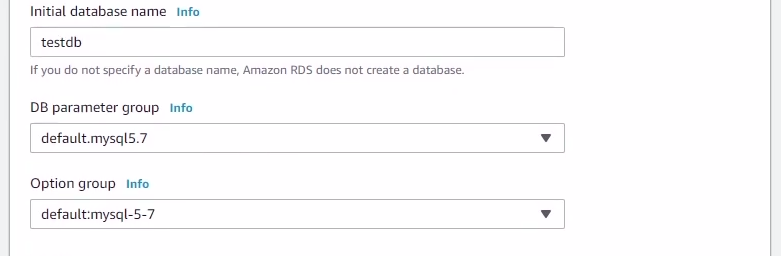 Initial database name Info
testdb
If you do not specify a database name, Amazon RDS does not create a database.
DB parameter group Info
default.mysql5.7
Option group Info
default:mysql-5-7